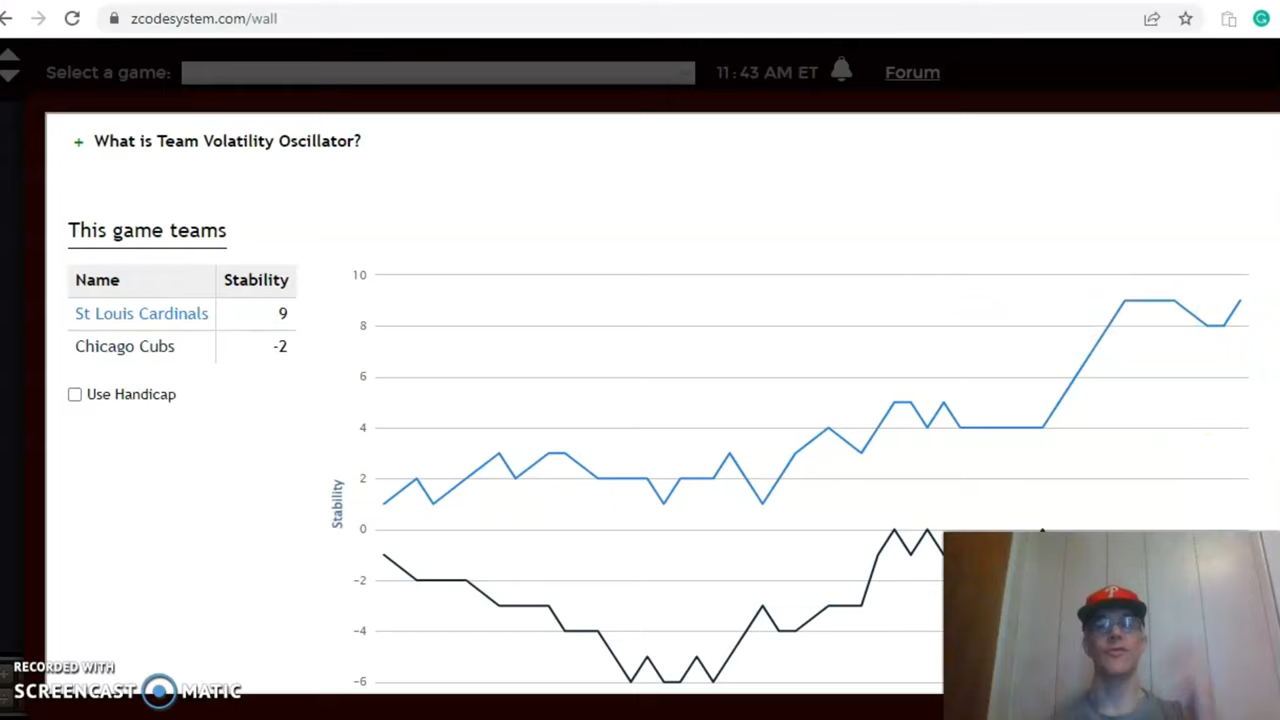 zcodesystem.com/wall
Select a game:
11:43 AM ET
Forum
+ What is Team Volatility Oscillator?
This game teams
Name Stability
St Louis Cardinals 9
Chicago Cubs -2
Use Handicap
Stability
10
8
6
4
2
0
-2
-4
-6
P
RECORDED WITH
SCREENCAST MATIC